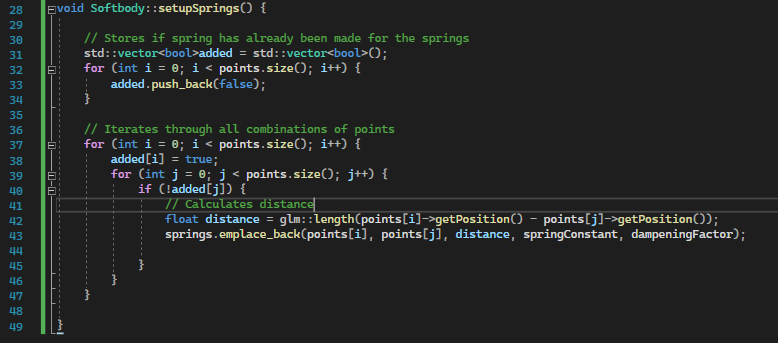 28 void Softbody::setupSprings() {
29
30 // Stores if spring has already been made for the springs
31 std::vector<bool>added = std::vector<bool>();
32 for (int i = 0; i < points.size(); i++) {
33 added.push_back(false);
34 }
35
36 // Iterates through all combinations of points
37 for (int i = 0; i < points.size(); i++) {
38 added[i] = true;
39 for (int j = 0; j < points.size(); j++) {
40 if (!added[j]) {
41 // Calculates distance
42 float distance = glm::length(points[i]->getPosition() - points[j]->getPosition());
43 springs.emplace_back(points[i], points[j], distance, springConstant, dampeningFactor);
44
45 }
46 }
47 }
48
49 }